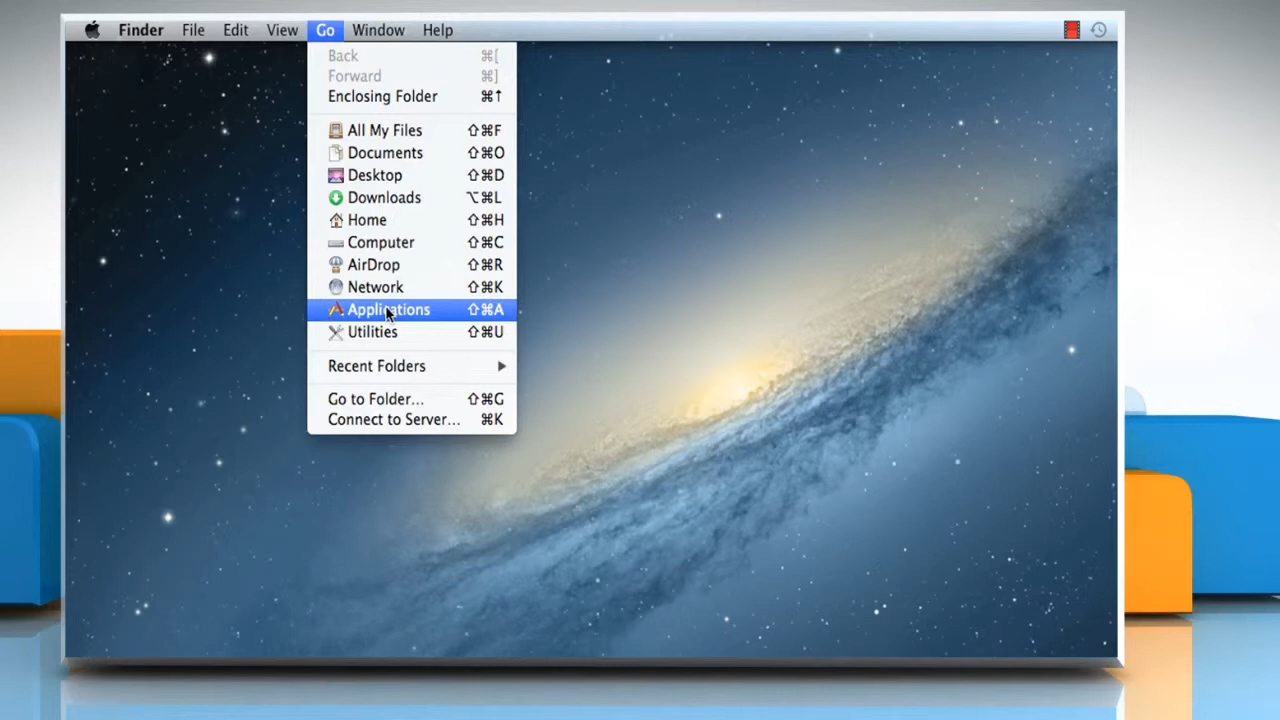 Finder File Edit View Go Window Help
Back ⌘[
Forward ⌘]
Enclosing Folder ⌘↑
All My Files ⇧⌘F
Documents ⇧⌘O
Desktop ⇧⌘D
Downloads ⌥⌘L
Home ⇧⌘H
Computer ⇧⌘C
AirDrop ⇧⌘R
Network ⇧⌘K
Applications ⇧⌘A
Utilities ⇧⌘U
Recent Folders ▶
Go to Folder... ⇧⌘G
Connect to Server... ⌘K